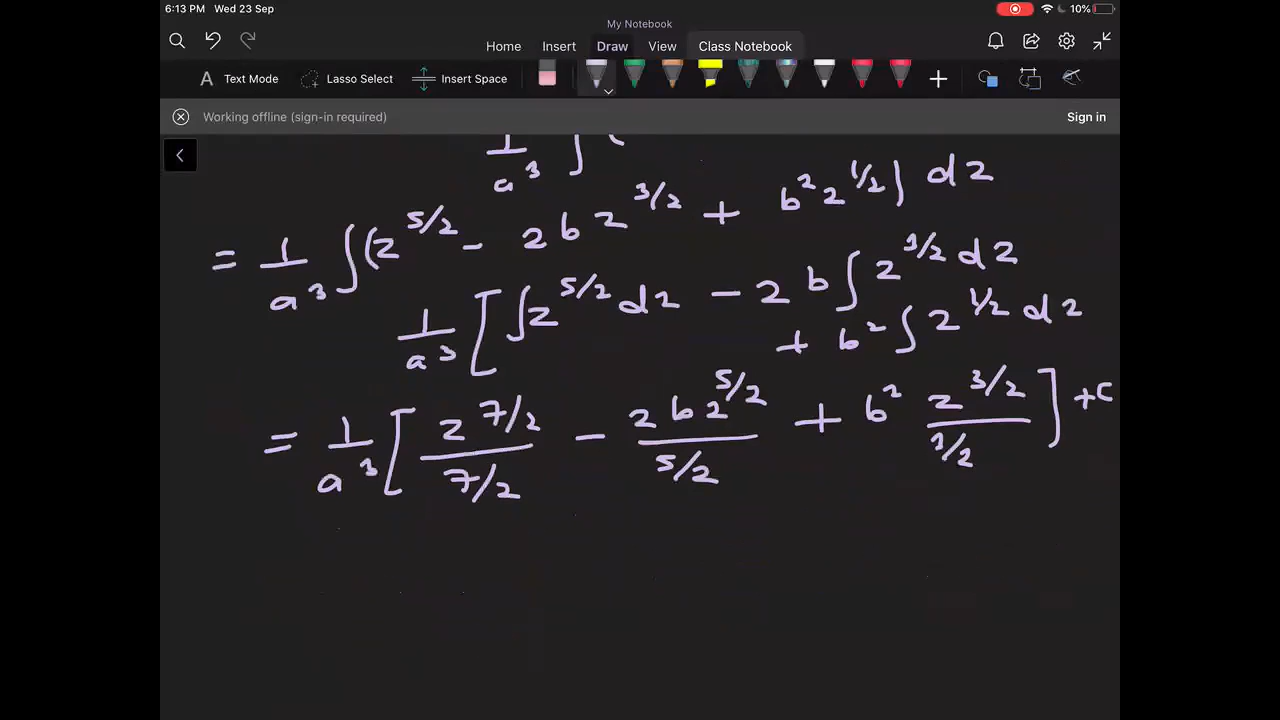 6:13 PM Wed 23 Sep 10%
My Notebook
Home Insert Draw View Class Notebook
Text Mode Lasso Select Insert Space
Working offline (sign-in required) Sign in
1/a³ ∫(
= 1/a³ ∫(z^5/2 - 2bz^3/2 + b²z^1/2) dz
1/a³ [∫z^5/2 dz - 2b∫z^3/2 dz
+ b²∫z^1/2 dz
= 1/a³ [z^7/2 / 7/2 - 2bz^5/2 / 5/2 + b² z^3/2 / 3/2] + C